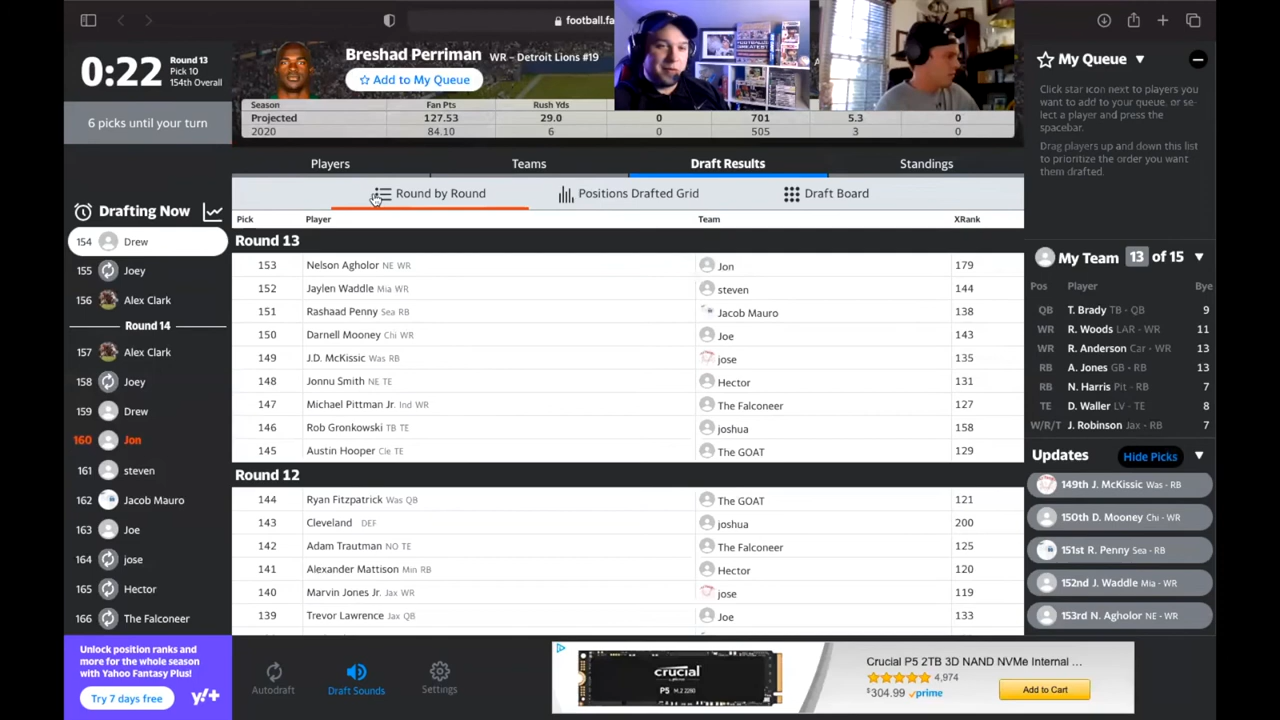 football.fa
0:22
Round 13
Pick 10
154th Overall
6 picks until your turn
Breshad Perriman WR - Detroit Lions #19
Add to My Queue
Season Fan Pts Rush Yds
Projected 127.53 29.0 0 701 5.3 0
2020 84.10 6 0 505 3 0
Players Teams Draft Results Standings
Round by Round Positions Drafted Grid Draft Board
Pick Player Team XRank
Round 13
153 Nelson Agholor NE WR Jon 179
152 Jaylen Waddle Mia WR steven 144
151 Rashaad Penny Sea RB Jacob Mauro 138
150 Darnell Mooney Chi WR Joe 143
149 J.D. McKissic Was RB jose 135
148 Jonnu Smith NE TE Hector 131
147 Michael Pittman Jr. Ind WR The Falconeer 127
146 Rob Gronkowski TB TE joshua 158
145 Austin Hooper Cle TE The GOAT 129
Round 12
144 Ryan Fitzpatrick Was QB The GOAT 121
143 Cleveland DEF joshua 200
142 Adam Trautman NO TE The Falconeer 125
141 Alexander Mattison Min RB Hector 120
140 Marvin Jones Jr. Jax WR jose 119
139 Trevor Lawrence Jax QB Joe 133
Drafting Now
154 Drew
155 Joey
156 Alex Clark
Round 14
157 Alex Clark
158 Joey
159 Drew
160 Jon
161 steven
162 Jacob Mauro
163 Joe
164 jose
165 Hector
166 The Falconeer
My Queue
Click star icon next to players you
want to add to your queue, or se-
lect a player and press the
spacebar.
Drag players up and down this list
to prioritize the order you want
them drafted.
My Team 13 of 15
Pos Player Bye
QB T. Brady TB - QB 9
WR R. Woods LAR - WR 11
WR R. Anderson Car - WR 13
RB A. Jones GB - RB 13
RB N. Harris Pit - RB 7
TE D. Waller LV - TE 8
W/R/T J. Robinson Jax - RB 7
Updates Hide Picks
149th J. McKissic Was - RB
150th D. Mooney Chi - WR
151st R. Penny Sea - RB
152nd J. Waddle Mia - WR
153rd N. Agholor NE - WR
Unlock position ranks and
more for the whole season
with Yahoo Fantasy Plus!
Try 7 days free
y!+
Autodraft
Draft Sounds
Settings
crucial
P5 M.2 2280
Crucial P5 2TB 3D NAND NVMe Internal ...
4,974
$304.99 prime
Add to Cart